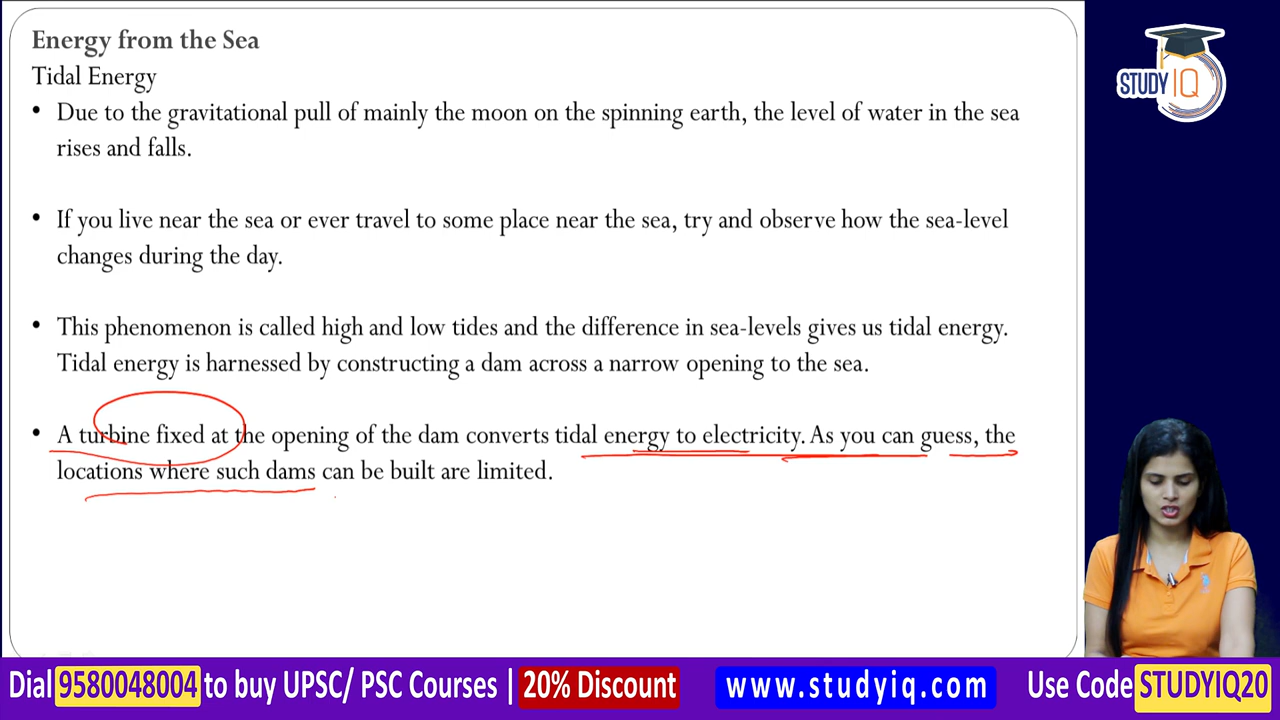 Energy from the Sea
Tidal Energy
• Due to the gravitational pull of mainly the moon on the spinning earth, the level of water in the sea
rises and falls.
• If you live near the sea or ever travel to some place near the sea, try and observe how the sea-level
changes during the day.
• This phenomenon is called high and low tides and the difference in sea-levels gives us tidal energy.
Tidal energy is harnessed by constructing a dam across a narrow opening to the sea.
• A turbine fixed at the opening of the dam converts tidal energy to electricity. As you can guess, the
locations where such dams can be built are limited.
STUDY IQ
Dial 9580048004 to buy UPSC/ PSC Courses | 20% Discount
www.studyiq.com
Use Code STUDYIQ20